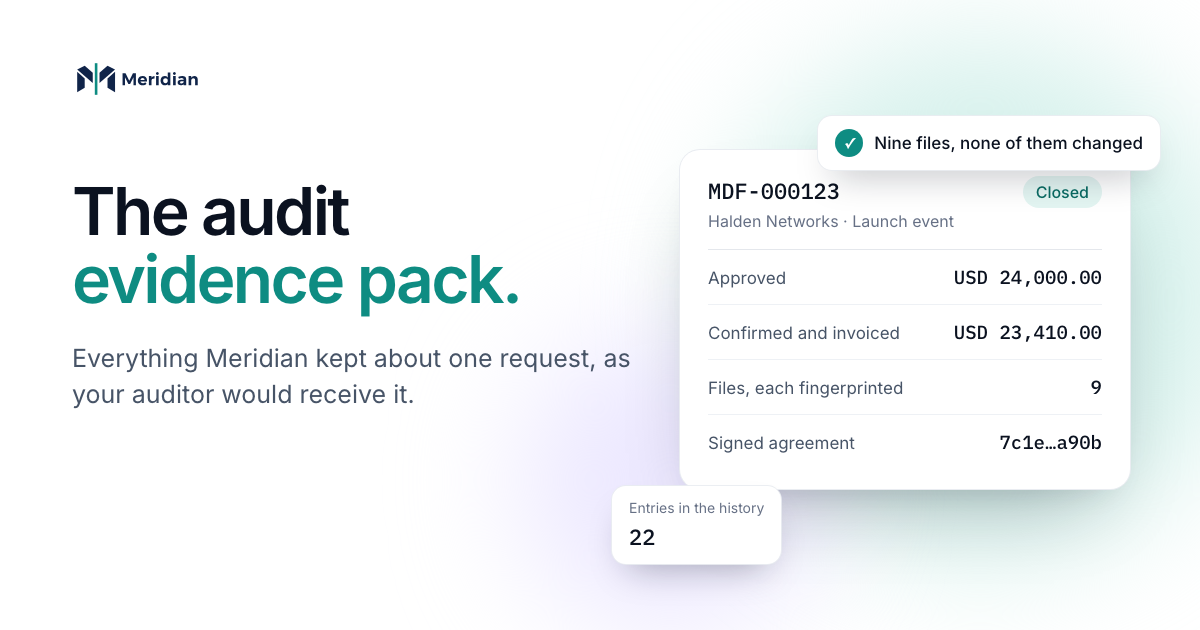 Meridian
The audit
evidence pack.
Everything Meridian kept about one request, as
your auditor would receive it.
✓ Nine files, none of them changed
MDF-000123 Closed
Halden Networks · Launch event
Approved USD 24,000.00
Confirmed and invoiced USD 23,410.00
Files, each fingerprinted 9
Signed agreement 7c1e…a90b
Entries in the history
22